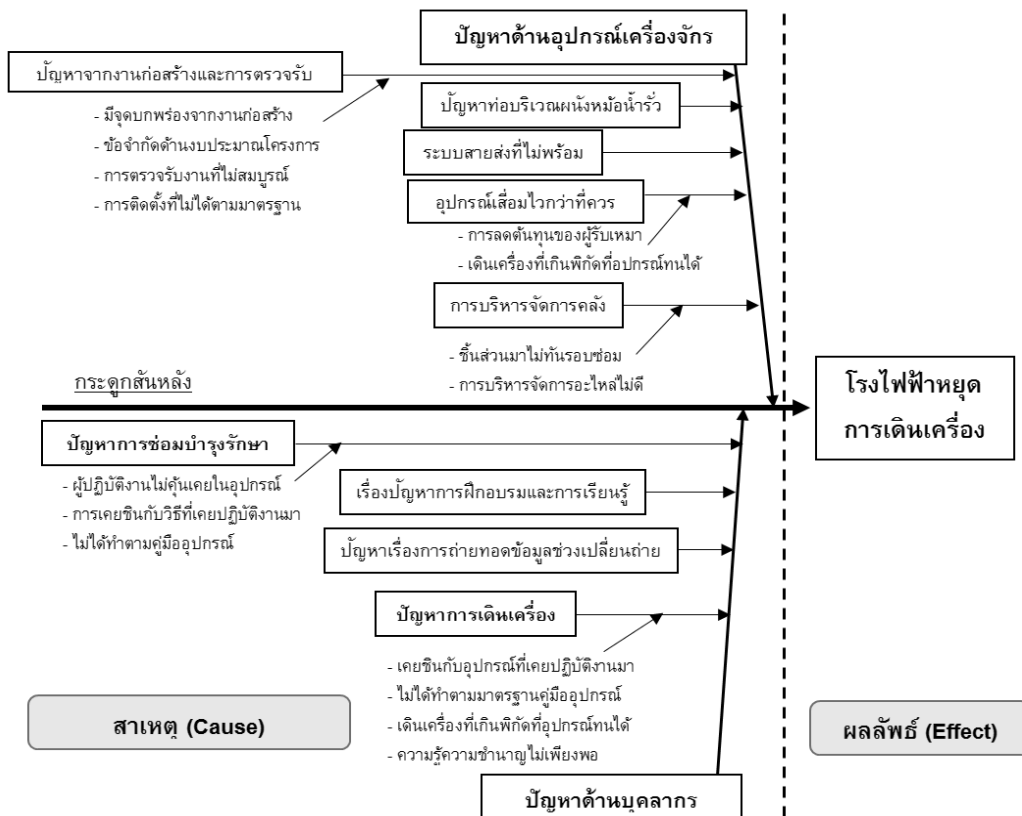 ปัญหาด้านอุปกรณ์เครื่องจักร
ปัญหาจากงานก่อสร้างและการตรวจรับ
- มีจุดบกพร่องจากงานก่อสร้าง
- ข้อจำกัดด้านงบประมาณโครงการ
- การตรวจรับงานที่ไม่สมบูรณ์
- การติดตั้งที่ไม่ได้ตามมาตรฐาน
ปัญหาท่อบริเวณผนังหม้อน้ำรั่ว
ระบบสายส่งที่ไม่พร้อม
อุปกรณ์เสื่อมไวกว่าที่ควร
- การลดต้นทุนของผู้รับเหมา
- เดินเครื่องที่เกินพิกัดที่อุปกรณ์ทนได้
การบริหารจัดการคลัง
- ชิ้นส่วนมาไม่ทันรอบซ่อม
- การบริหารจัดการอะไหล่ไม่ดี
กระดูกสันหลัง
โรงไฟฟ้าหยุด
การเดินเครื่อง
ปัญหาการซ่อมบำรุงรักษา
- ผู้ปฏิบัติงานไม่คุ้นเคยในอุปกรณ์
- การเคยชินกับวิธีที่เคยปฏิบัติงานมา
- ไม่ได้ทำตามคู่มืออุปกรณ์
เรื่องปัญหาการฝึกอบรมและการเรียนรู้
ปัญหาเรื่องการถ่ายทอดข้อมูลช่วงเปลี่ยนถ่าย
ปัญหาการเดินเครื่อง
- เคยชินกับอุปกรณ์ที่เคยปฏิบัติงานมา
- ไม่ได้ทำตามมาตรฐานคู่มืออุปกรณ์
- เดินเครื่องที่เกินพิกัดที่อุปกรณ์ทนได้
- ความรู้ความชำนาญไม่เพียงพอ
สาเหตุ (Cause)
ผลลัพธ์ (Effect)
ปัญหาด้านบุคลากร